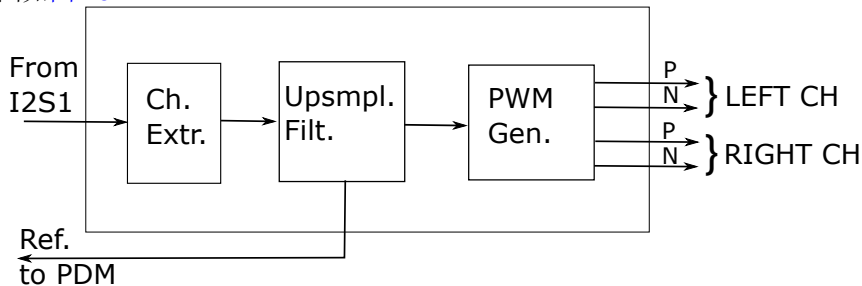 From
I2S1
Ch.
Extr.
Upsmpl.
Filt.
PWM
Gen.
P
N
} LEFT CH
P
N
} RIGHT CH
Ref.
to PDM